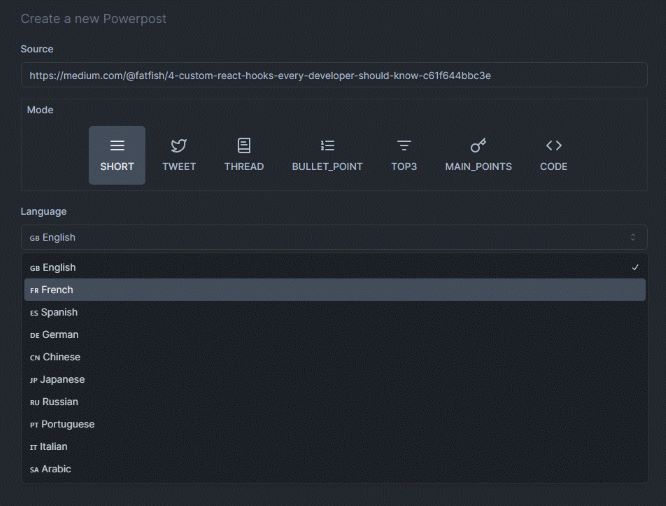 Create a new Powerpost
Source
https://medium.com/@fatfish/4-custom-react-hooks-every-developer-should-know-c61f644bbc3e
Mode
SHORT TWEET THREAD BULLET_POINT TOP3 MAIN_POINTS CODE
Language
GB English
GB English
FR French
ES Spanish
DE German
CN Chinese
JP Japanese
RU Russian
PT Portuguese
IT Italian
SA Arabic